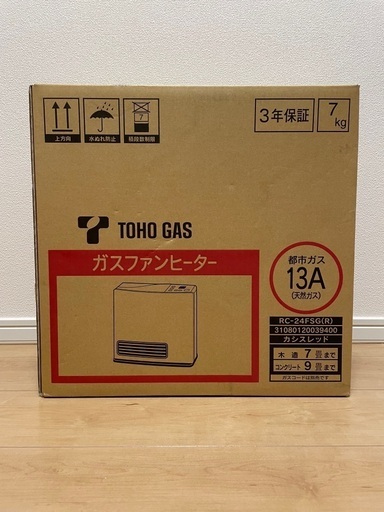 7
上方向
水ぬれ防止
積段数制限
3年保証
7kg
TOHO GAS
ガスファンヒーター
都市ガス
13A
(天然ガス)
RC-24FSG(R)
31080120039400
カシスレッド
木造 7畳まで
コンクリート 9畳まで
ガスコードは別売です